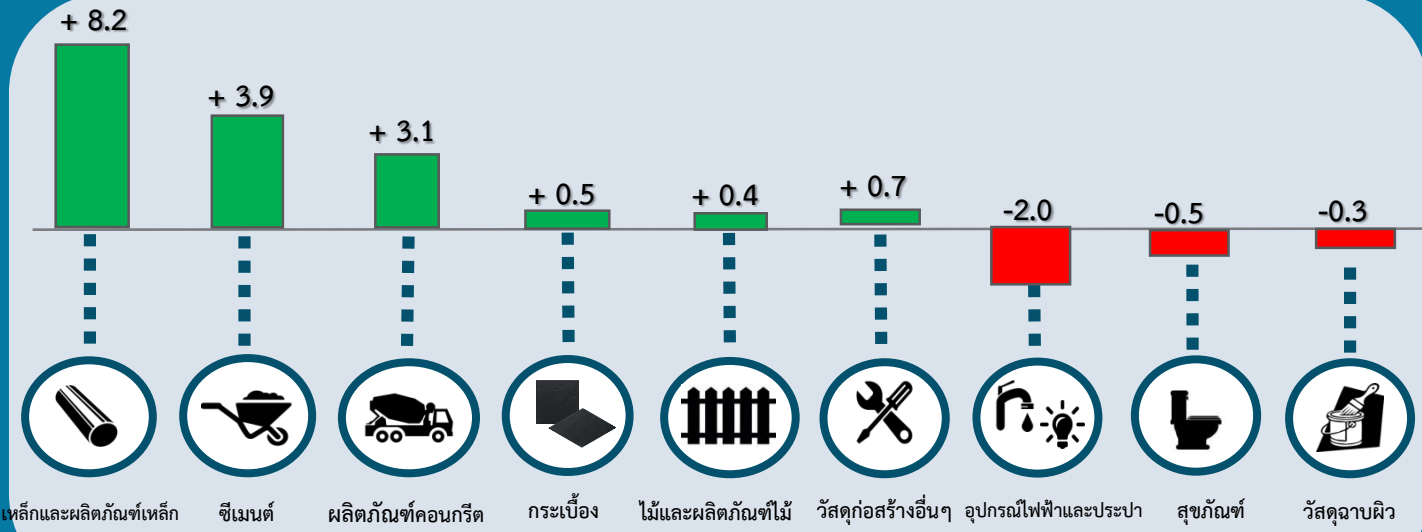 + 8.2
+ 3.9
+ 3.1
+ 0.5
+ 0.4
+ 0.7
-2.0
-0.5
-0.3
เหล็กและผลิตภัณฑ์เหล็ก
ซีเมนต์
ผลิตภัณฑ์คอนกรีต
กระเบื้อง
ไม้และผลิตภัณฑ์ไม้
วัสดุก่อสร้างอื่นๆ
อุปกรณ์ไฟฟ้าและประปา
สุขภัณฑ์
วัสดุฉาบผิว